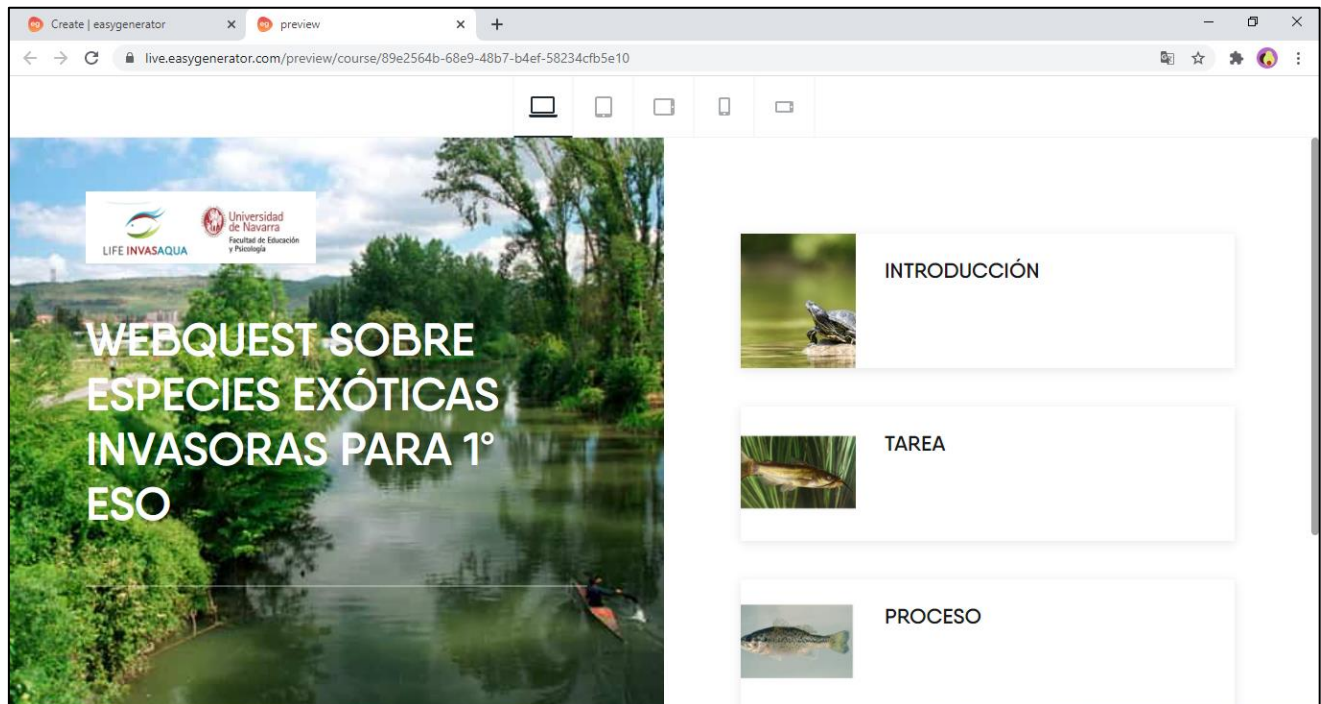 Create | easygenerator
preview
live.easygenerator.com/preview/course/89e2564b-68e9-48b7-b4ef-58234cfb5e10
LIFE INVASAQUA
Universidad
de Navarra
Facultad de Educación
y Psicología
WEBQUEST SOBRE
ESPECIES EXÓTICAS
INVASORAS PARA 1º
ESO
INTRODUCCIÓN
TAREA
PROCESO